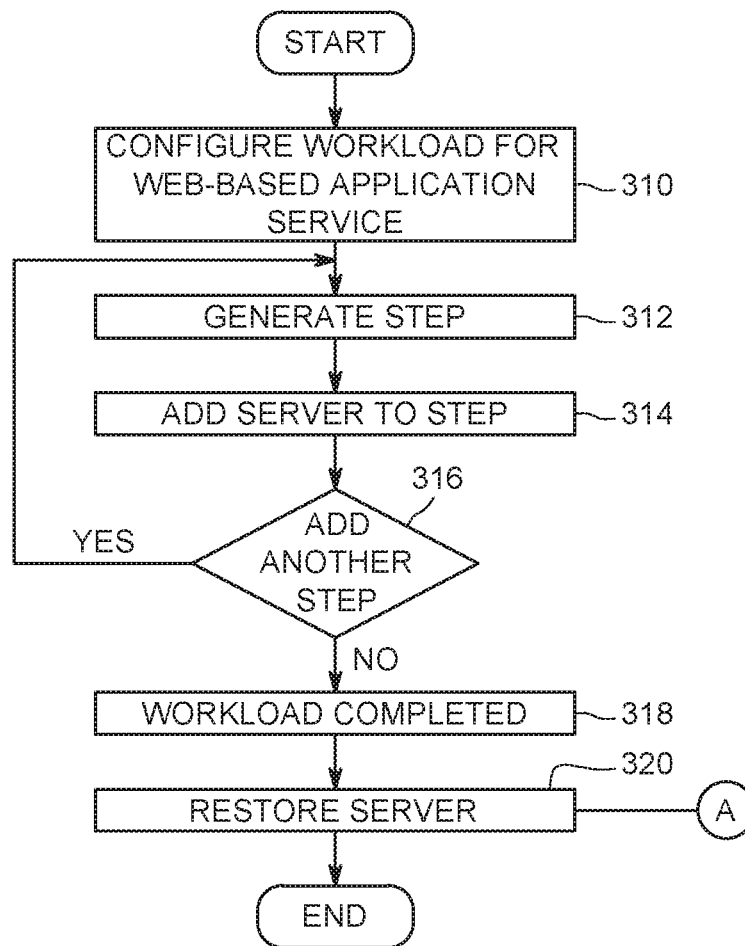 START
CONFIGURE WORKLOAD FOR
WEB-BASED APPLICATION
SERVICE
310
GENERATE STEP
312
ADD SERVER TO STEP
314
316
ADD
ANOTHER
STEP
YES
NO
WORKLOAD COMPLETED
318
320
RESTORE SERVER
A
END